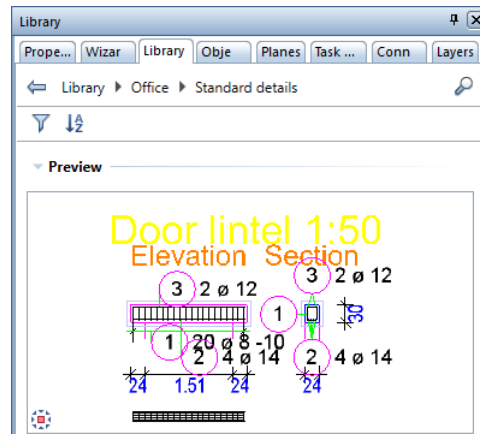 Library
Prope... Wizar Library Obje Planes Task ... Conn Layers
Library Office Standard details
A Z
Preview
Door lintel 1:50
Elevation Section
3 2 ø 12 3 2 ø 12
1 30
1 20 ø 8 -10
2 4 ø 14 2 4 ø 14
24 1.51 24 24